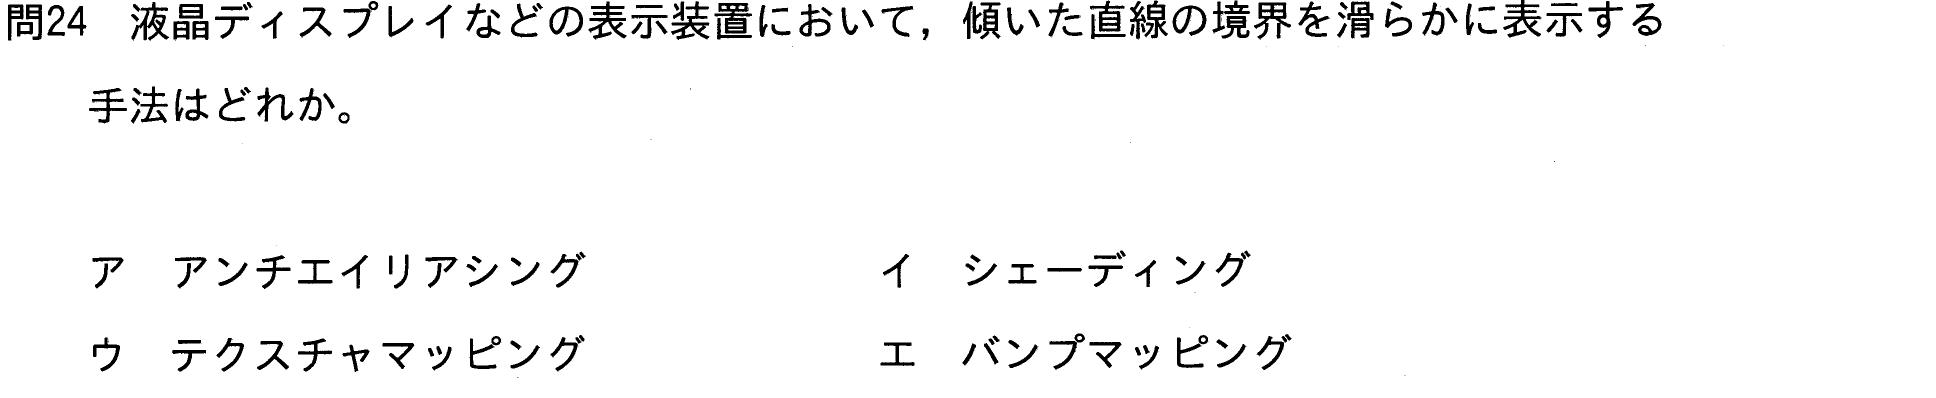 問24　液晶ディスプレイなどの表示装置において，傾いた直線の境界を滑らかに表示する
手法はどれか。
ア　アンチエイリアシング　イ　シェーディング
ウ　テクスチャマッピング　エ　バンプマッピング